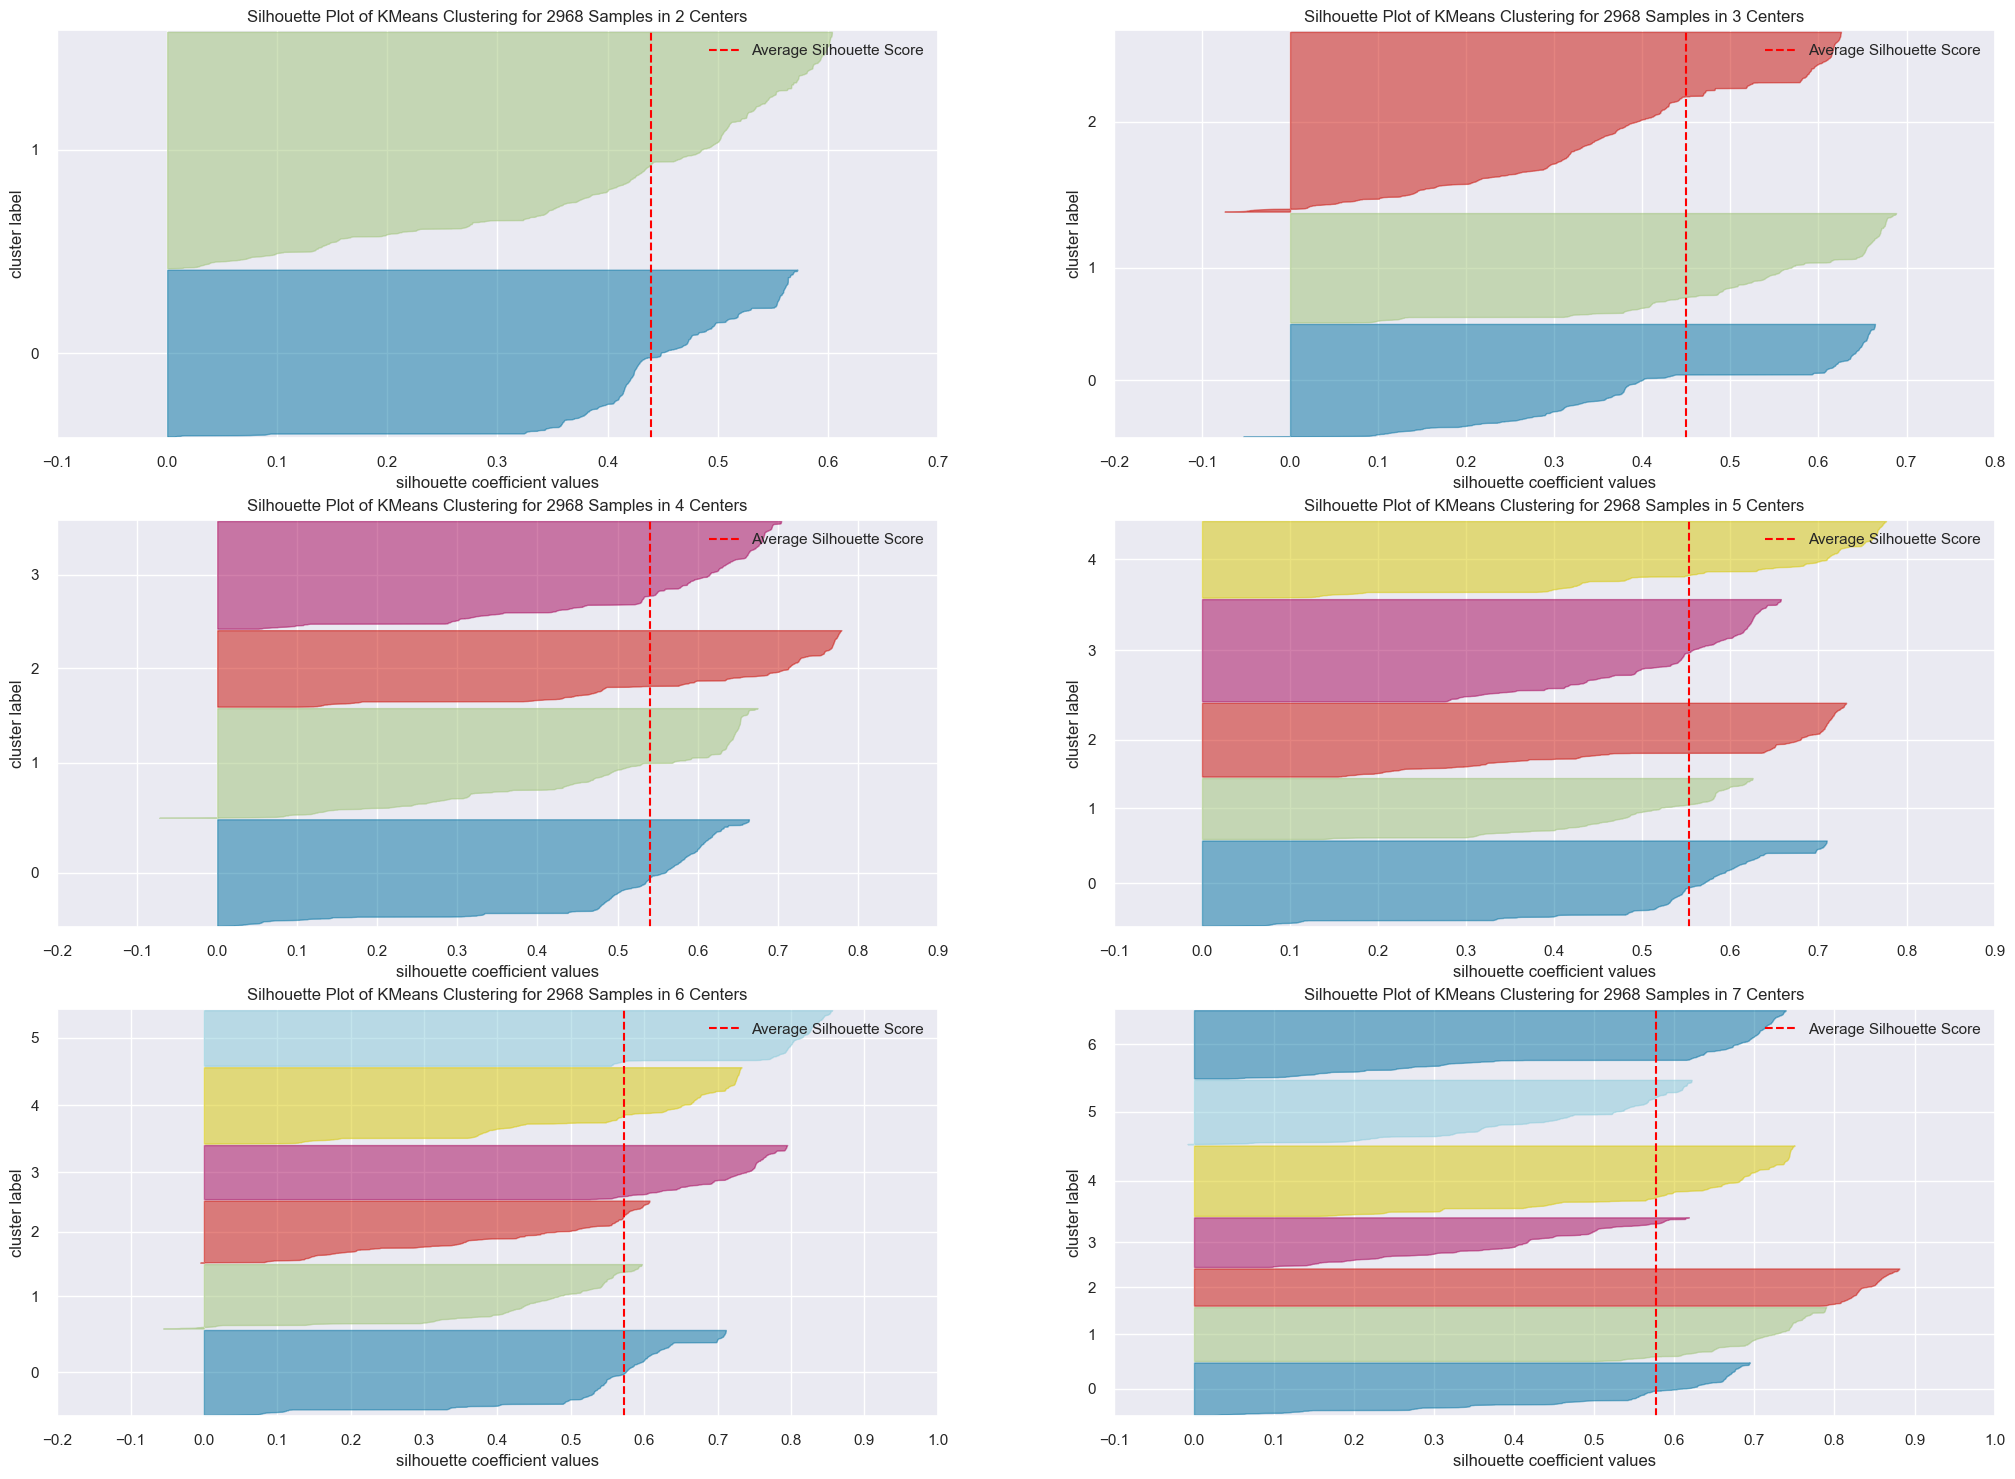 Silhouette Plot of KMeans Clustering for 2968 Samples in 2 Centers
Average Silhouette Score
cluster label
1
0
−0.1 0.0 0.1 0.2 0.3 0.4 0.5 0.6 0.7
silhouette coefficient values
Silhouette Plot of KMeans Clustering for 2968 Samples in 3 Centers
Average Silhouette Score
cluster label
2
1
0
−0.2 −0.1 0.0 0.1 0.2 0.3 0.4 0.5 0.6 0.7 0.8
silhouette coefficient values
Silhouette Plot of KMeans Clustering for 2968 Samples in 4 Centers
Average Silhouette Score
cluster label
3
2
1
0
−0.2 −0.1 0.0 0.1 0.2 0.3 0.4 0.5 0.6 0.7 0.8 0.9
silhouette coefficient values
Silhouette Plot of KMeans Clustering for 2968 Samples in 5 Centers
Average Silhouette Score
cluster label
4
3
2
1
0
−0.1 0.0 0.1 0.2 0.3 0.4 0.5 0.6 0.7 0.8 0.9
silhouette coefficient values
Silhouette Plot of KMeans Clustering for 2968 Samples in 6 Centers
Average Silhouette Score
cluster label
5
4
3
2
1
0
−0.2 −0.1 0.0 0.1 0.2 0.3 0.4 0.5 0.6 0.7 0.8 0.9 1.0
silhouette coefficient values
Silhouette Plot of KMeans Clustering for 2968 Samples in 7 Centers
Average Silhouette Score
cluster label
6
5
4
3
2
1
0
−0.1 0.0 0.1 0.2 0.3 0.4 0.5 0.6 0.7 0.8 0.9 1.0
silhouette coefficient values